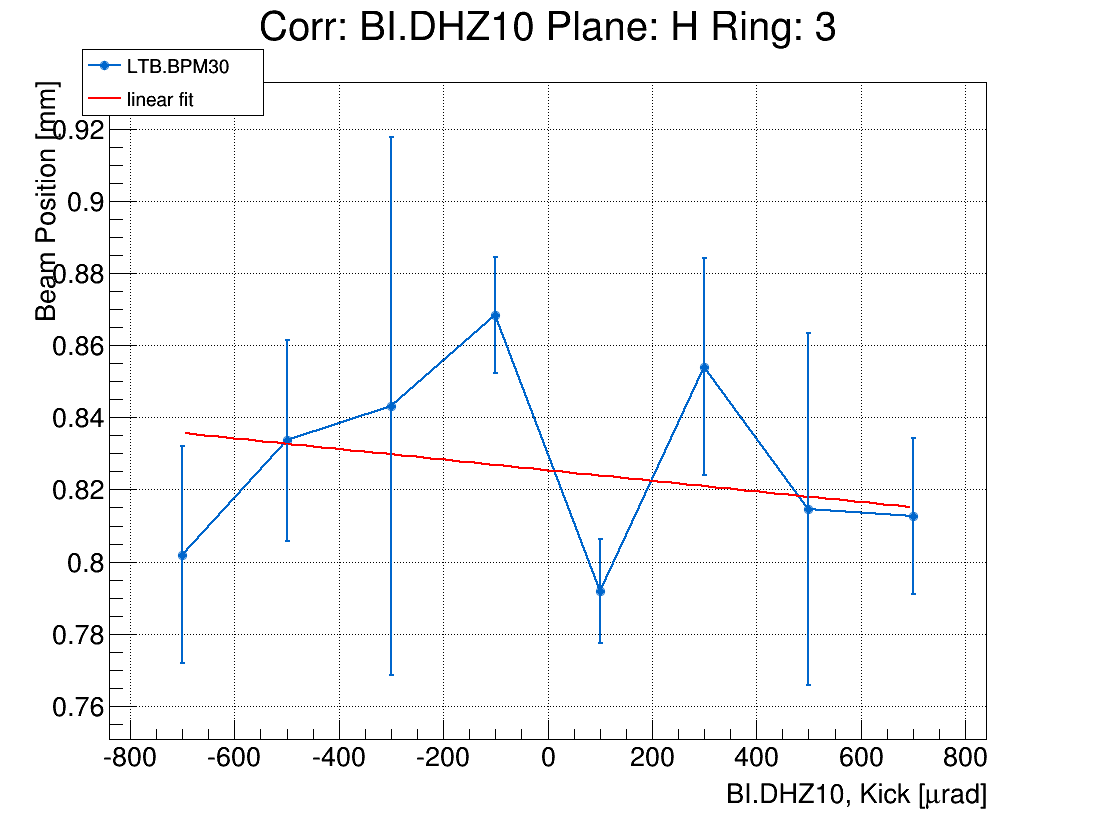 Corr: BI.DHZ10 Plane: H Ring: 3
LTB.BPM30
linear fit
Beam Position [mm]
0.92
0.9
0.88
0.86
0.84
0.82
0.8
0.78
0.76
-800 -600 -400 -200 0 200 400 600 800
BI.DHZ10, Kick [μrad]